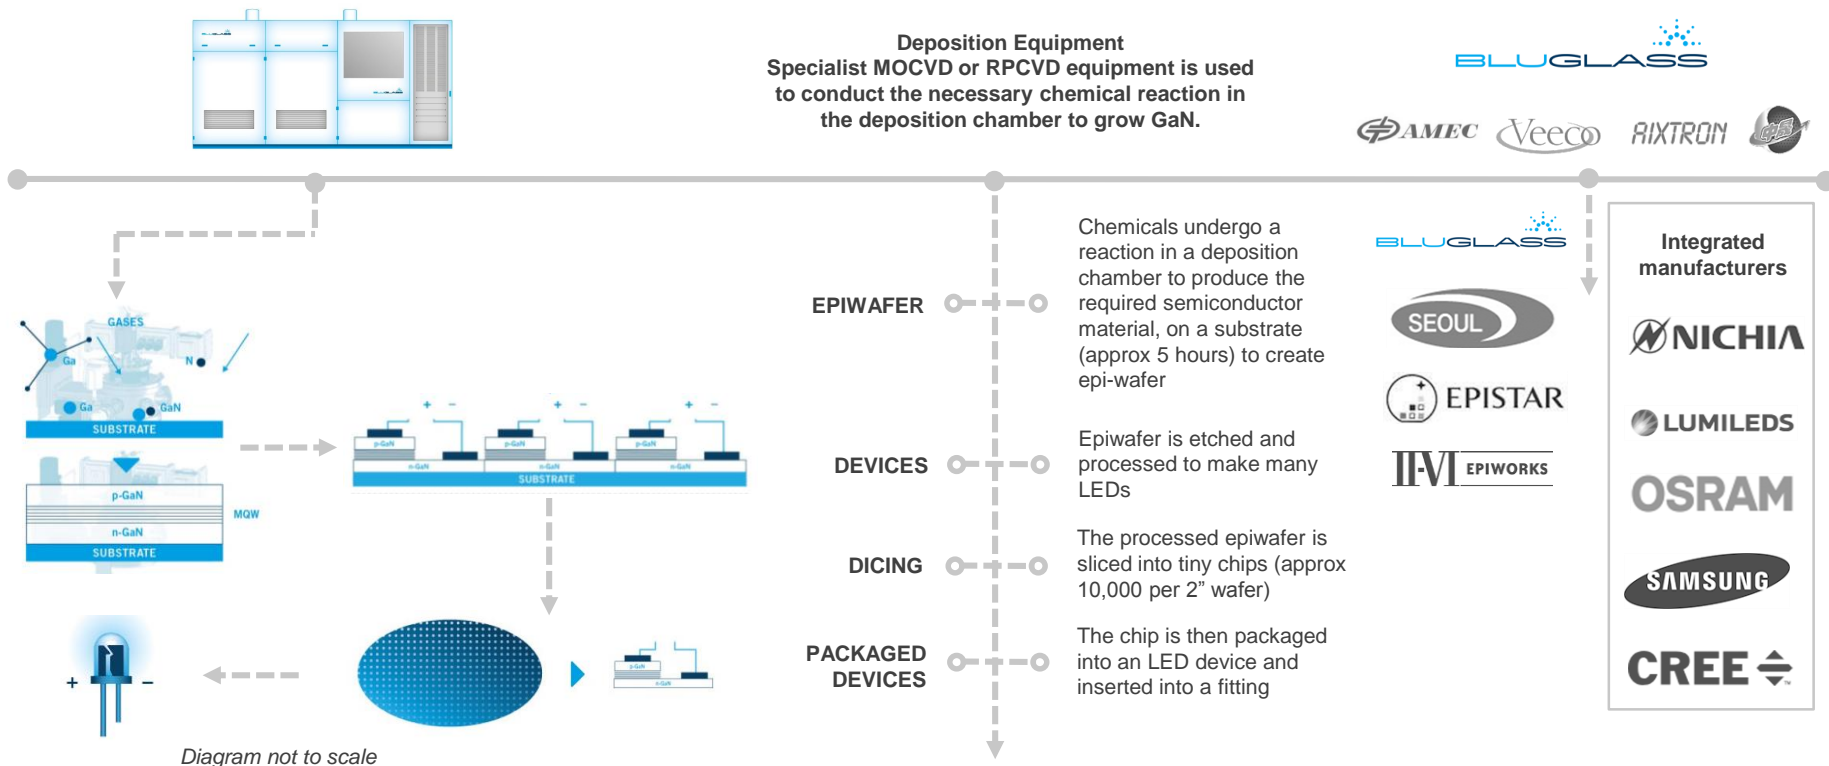 Deposition Equipment
Specialist MOCVD or RPCVD equipment is used
to conduct the necessary chemical reaction in
the deposition chamber to grow GaN.
BLUGLASS
AMEC
Veeco
AIXTRON
GASES
Ga
N
Ga
GaN
SUBSTRATE
p-GaN
MQW
n-GaN
SUBSTRATE
+ −
+ −
+ −
p-GaN
p-GaN
p-GaN
n-GaN
n-GaN
n-GaN
SUBSTRATE
+
−
p-GaN
n-GaN
Diagram not to scale
EPIWAFER
Chemicals undergo a
reaction in a deposition
chamber to produce the
required semiconductor
material, on a substrate
(approx 5 hours) to create
epi-wafer
DEVICES
Epiwafer is etched and
processed to make many
LEDs
DICING
The processed epiwafer is
sliced into tiny chips (approx
10,000 per 2” wafer)
PACKAGED
DEVICES
The chip is then packaged
into an LED device and
inserted into a fitting
BLUGLASS
SEOUL
EPISTAR
II-VI EPIWORKS
Integrated
manufacturers
NICHIA
LUMILEDS
OSRAM
SAMSUNG
CREE